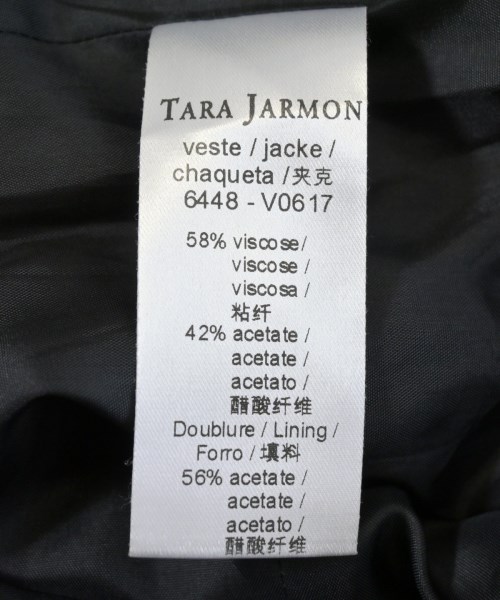 TARA JARMON
veste / jacke /
chaqueta /夹克
6448 - V0617
58% viscose/
viscose /
viscosa /
粘纤
42% acetate /
acetate /
acetato /
醋酸纤维
Doublure / Lining /
Forro / 填料
56% acetate /
acetate /
acetato /
醋酸纤维